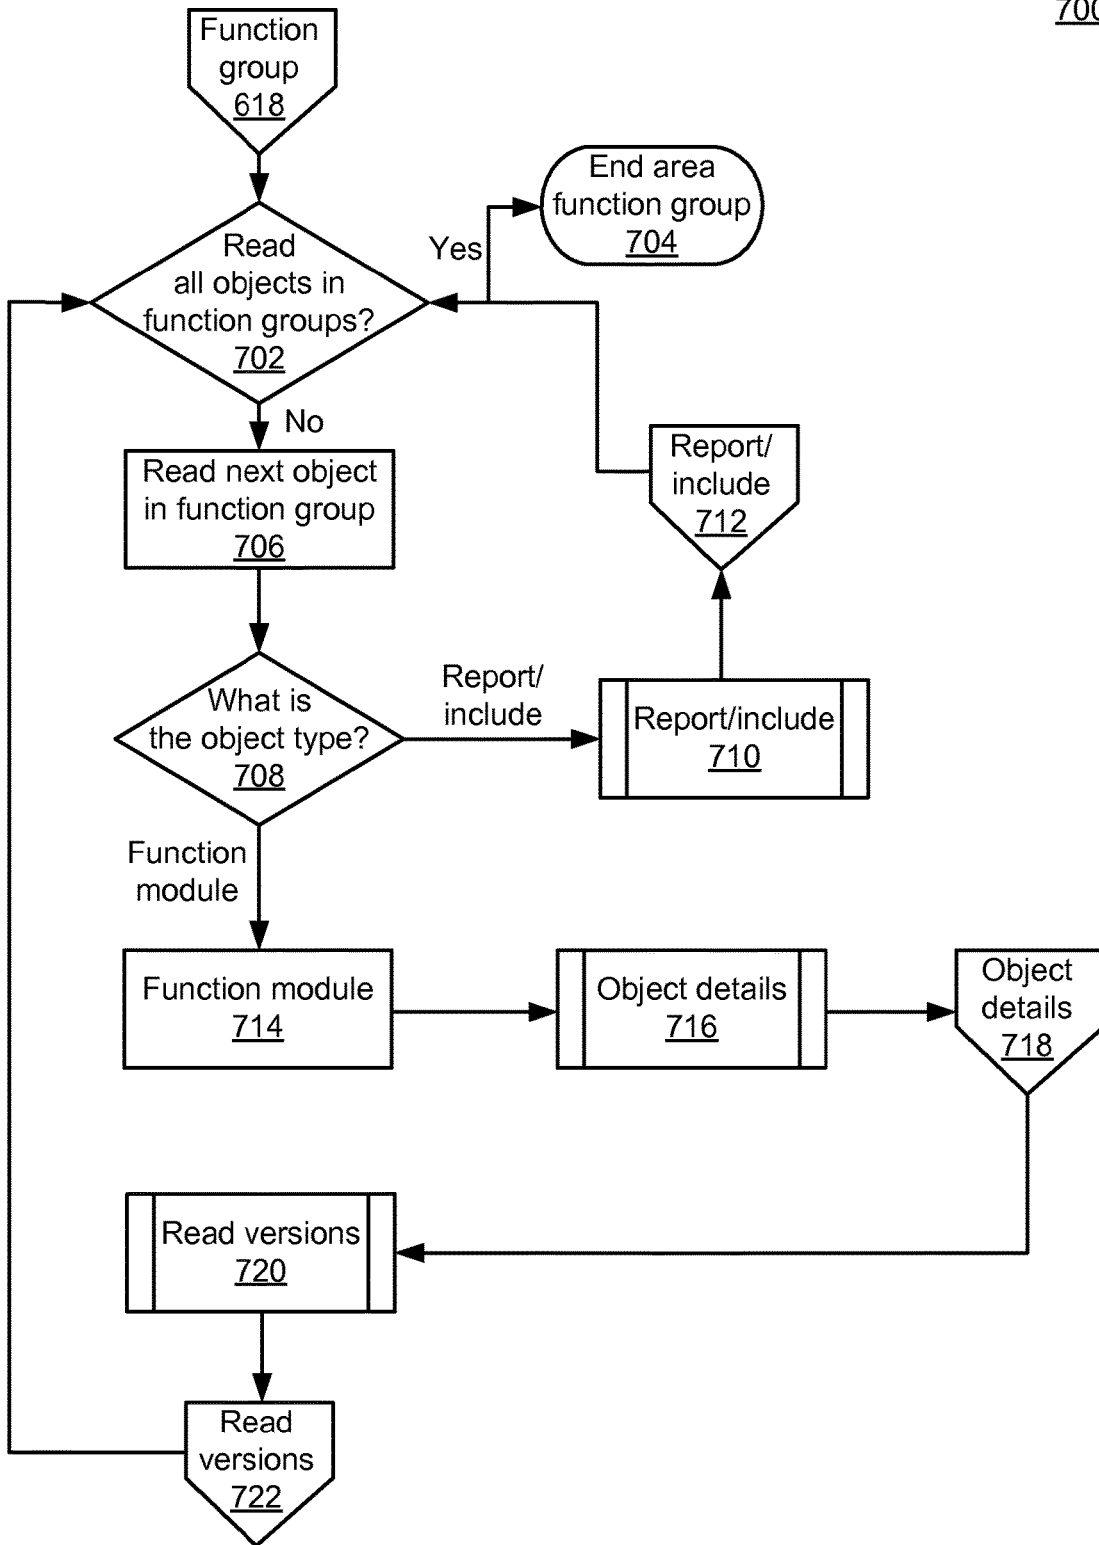 700
Function
group
618
End area
function group
704
Yes
Read
all objects in
function groups?
702
No
Read next object
in function group
706
Report/
include
712
What is
the object type?
708
Report/
include
Report/include
710
Function
module
Function module
714
Object details
716
Object
details
718
Read versions
720
Read
versions
722